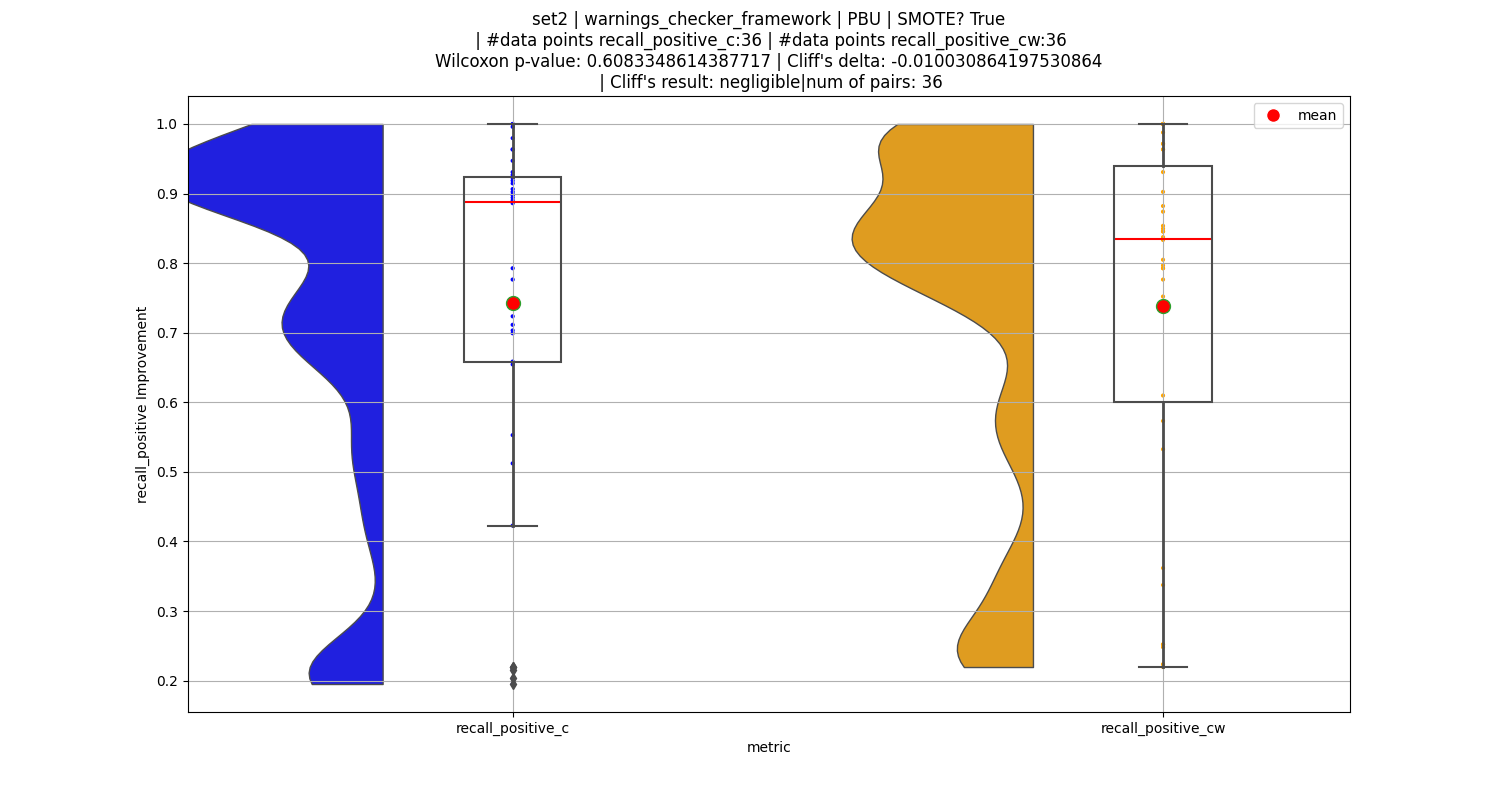 set2 | warnings_checker_framework | PBU | SMOTE? True
| #data points recall_positive_c:36 | #data points recall_positive_cw:36
Wilcoxon p-value: 0.6083348614387717 | Cliff's delta: -0.010030864197530864
| Cliff's result: negligible|num of pairs: 36
mean
1.0
0.9
0.8
0.7
0.6
0.5
0.4
0.3
0.2
recall_positive Improvement
recall_positive_c
recall_positive_cw
metric